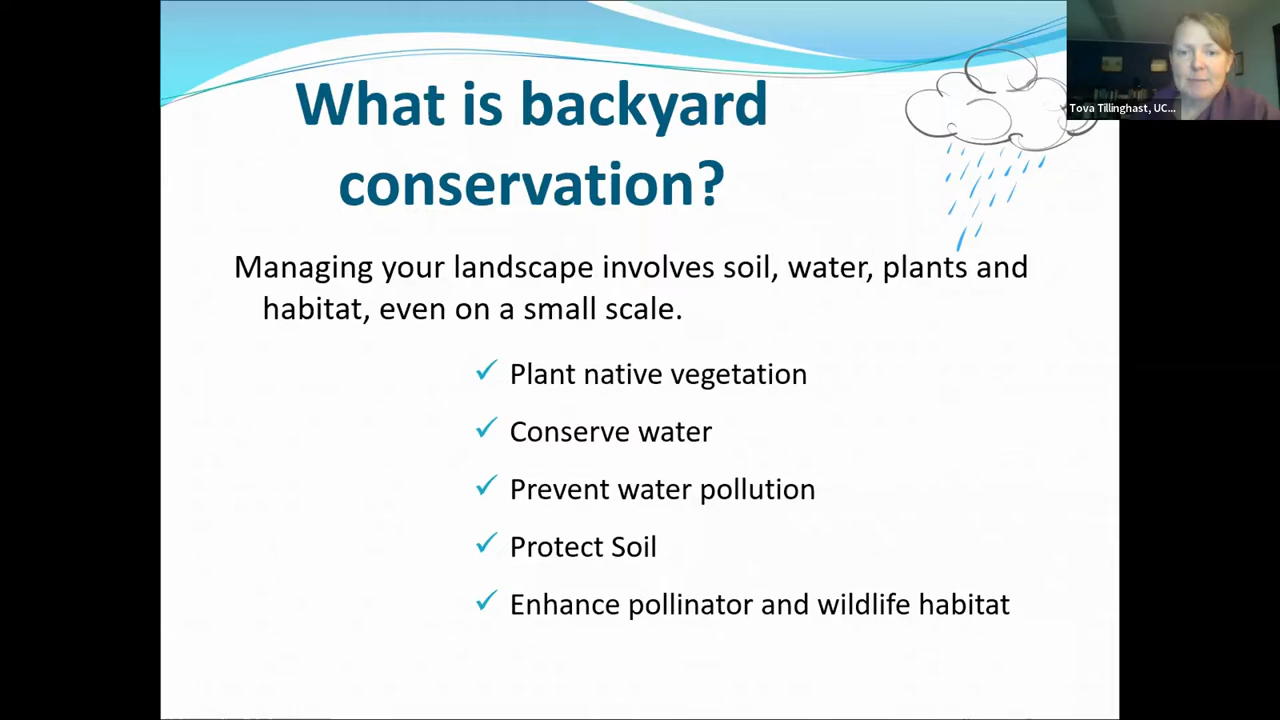 What is backyard
conservation?
Tova Tillinghast, UC...
Managing your landscape involves soil, water, plants and
habitat, even on a small scale.
✓ Plant native vegetation
✓ Conserve water
✓ Prevent water pollution
✓ Protect Soil
✓ Enhance pollinator and wildlife habitat